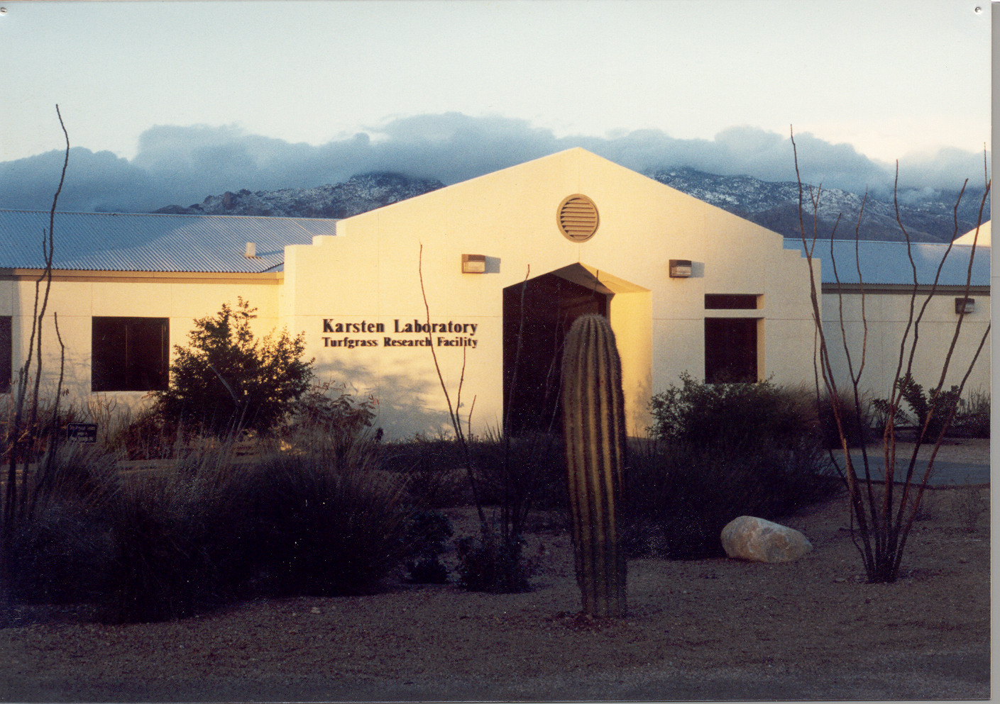 Karsten Laboratory
Turfgrass Research Facility